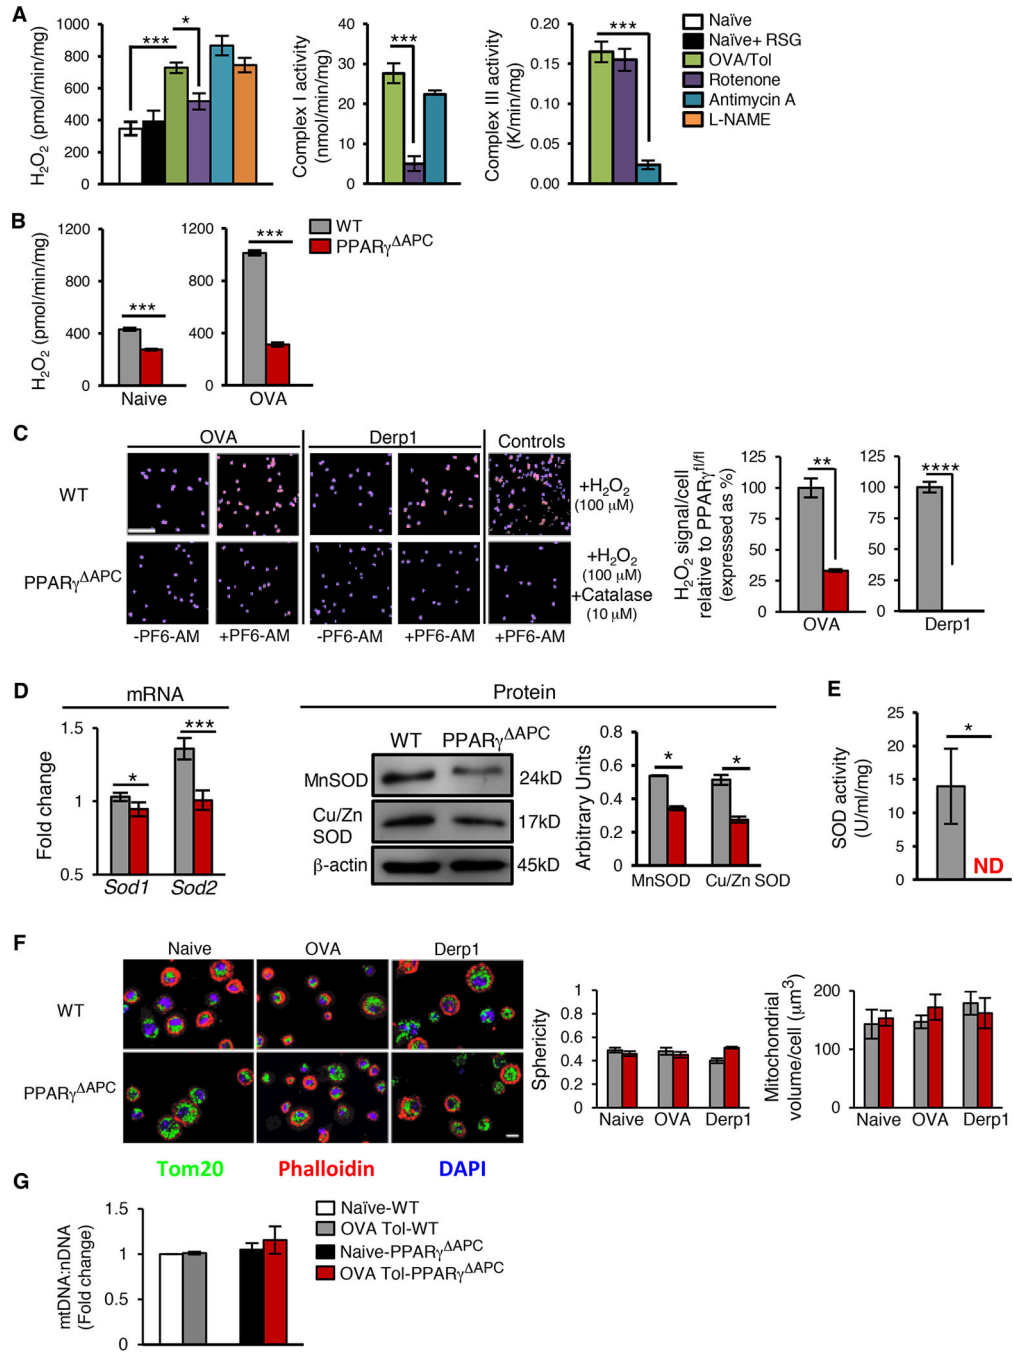 A
H2O2 (pmol/min/mg)
1000
800
600
400
200
0
***
*
Complex I activity
(nmol/min/mg)
40
30
20
10
0
***
Complex III activity
(K/min/mg)
0.20
0.15
0.10
0.05
0.00
***
Naïve
Naïve+ RSG
OVA/Tol
Rotenone
Antimycin A
L-NAME
B
H2O2 (pmol/min/mg)
1200
800
400
0
***
Naive
1200
800
400
0
***
OVA
WT
PPARγΔAPC
C
OVA
Derp1
Controls
WT
PPARγΔAPC
+H2O2
(100 µM)
+H2O2
(100 µM)
+Catalase
(10 µM)
-PF6-AM
+PF6-AM
-PF6-AM
+PF6-AM
+PF6-AM
H2O2 signal/cell
relative to PPARγfl/fl
(expressed as %)
125
100
75
50
25
0
**
OVA
125
100
75
50
25
0
****
Derp1
D
mRNA
Fold change
1.5
1
0.5
*
***
Sod1
Sod2
Protein
WT
PPARγΔAPC
MnSOD
24kD
Cu/Zn
SOD
17kD
β-actin
45kD
Arbitrary Units
0.8
0.6
0.4
0.2
0
*
*
MnSOD
Cu/Zn SOD
E
SOD activity
(U/ml/mg)
25
20
15
10
5
0
*
ND
F
Naive
OVA
Derp1
WT
PPARγΔAPC
Tom20
Phalloidin
DAPI
Sphericity
1
0.8
0.6
0.4
0.2
0
Naive
OVA
Derp1
Mitochondrial
volume/cell (µm3)
200
100
0
Naive
OVA
Derp1
G
mtDNA:nDNA
(Fold change)
1.5
1
0.5
0
Naïve-WT
OVA Tol-WT
Naive-PPARγΔAPC
OVA Tol-PPARγΔAPC